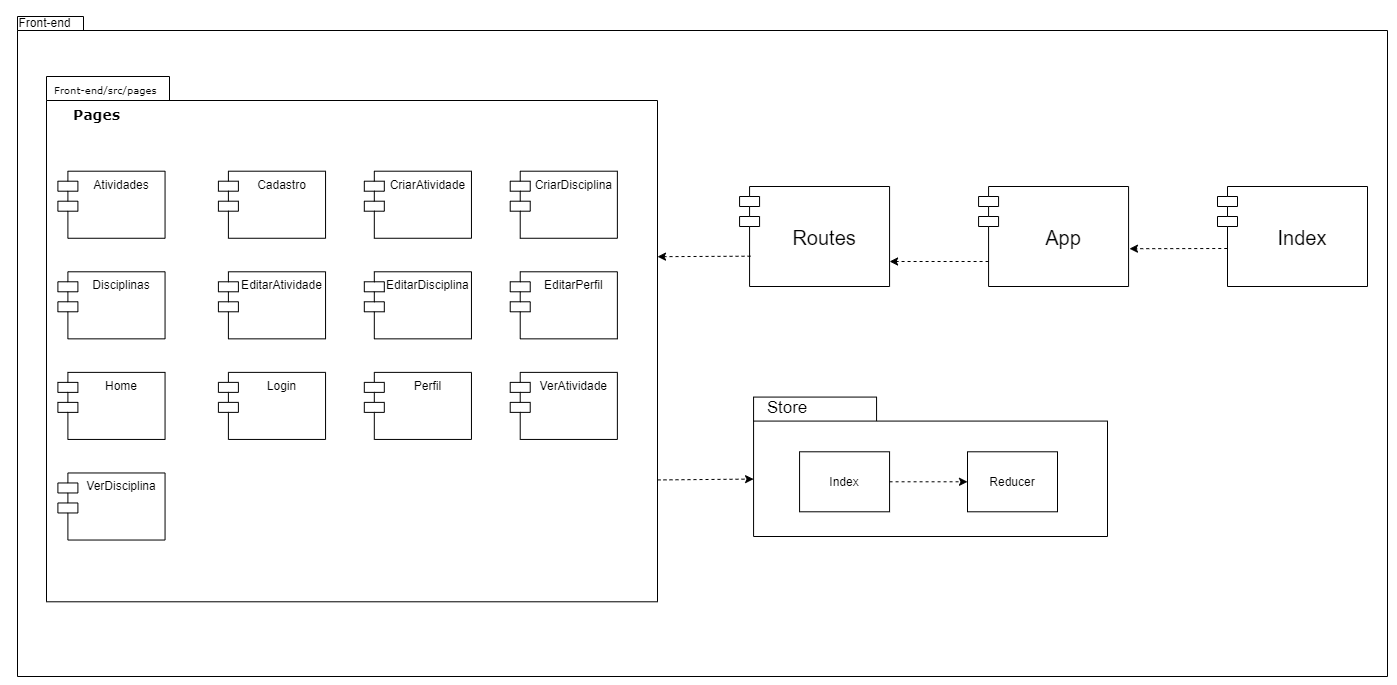 Front-end
Front-end/src/pages
Pages
Atividades
Cadastro
CriarAtividade
CriarDisciplina
Disciplinas
EditarAtividade
EditarDisciplina
EditarPerfil
Home
Login
Perfil
VerAtividade
VerDisciplina
Routes
App
Index
Store
Index
Reducer